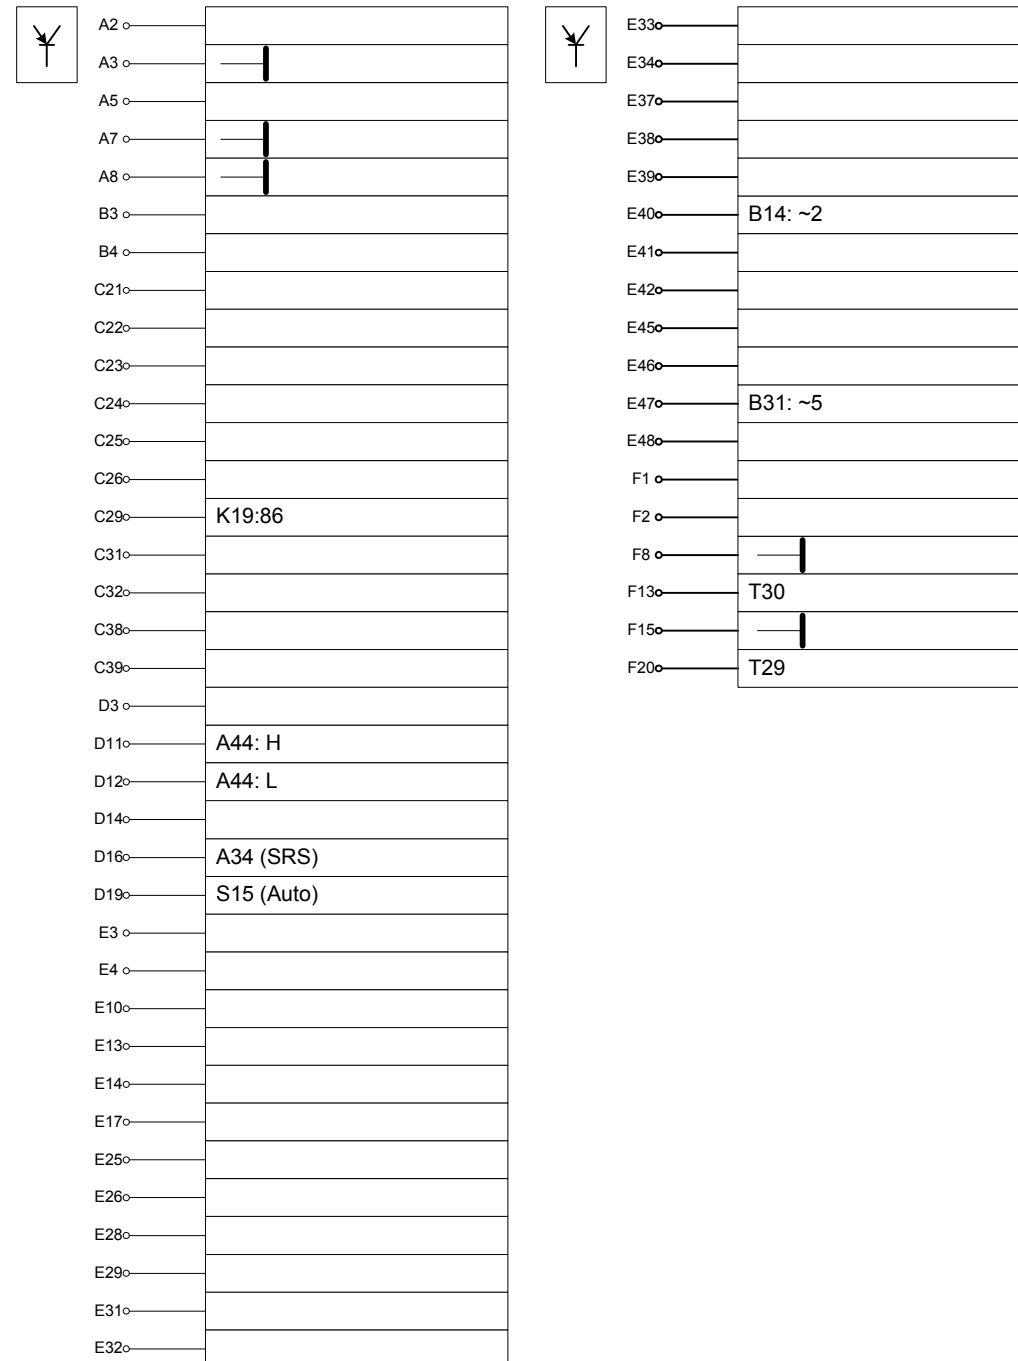 A2
A3
A5
A7
A8
B3
B4
C21
C22
C23
C24
C25
C26
C29 K19:86
C31
C32
C38
C39
D3
D11 A44: H
D12 A44: L
D14
D16 A34 (SRS)
D19 S15 (Auto)
E3
E4
E10
E13
E14
E17
E25
E26
E28
E29
E31
E32
E33
E34
E37
E38
E39
E40 B14: ~2
E41
E42
E45
E46
E47 B31: ~5
E48
F1
F2
F8
F13 T30
F15
F20 T29